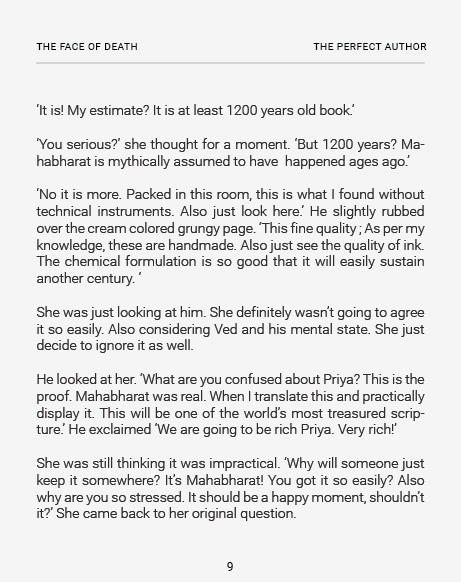 THE FACE OF DEATH THE PERFECT AUTHOR
‘It is! My estimate? It is at least 1200 years old book.’
‘You serious?’ she thought for a moment. ‘But 1200 years? Ma-
habharat is mythically assumed to have  happened ages ago.’
‘No it is more. Packed in this room, this is what I found without
technical instruments. Also just look here.’ He slightly rubbed
over the cream colored grungy page. ‘This fine quality ; As per my
knowledge, these are handmade. Also just see the quality of ink.
The chemical formulation is so good that it will easily sustain
another century. ‘
She was just looking at him. She definitely wasn’t going to agree
it so easily. Also considering Ved and his mental state. She just
decide to ignore it as well.
He looked at her. ‘What are you confused about Priya? This is the
proof. Mahabharat was real. When I translate this and practically
display it. This will be one of the world’s most treasured scrip-
ture.’ He exclaimed ‘We are going to be rich Priya. Very rich!’
She was still thinking it was impractical. ‘Why will someone just
keep it somewhere? It’s Mahabharat! You got it so easily? Also
why are you so stressed. It should be a happy moment, shouldn’t
it?’ She came back to her original question.
9